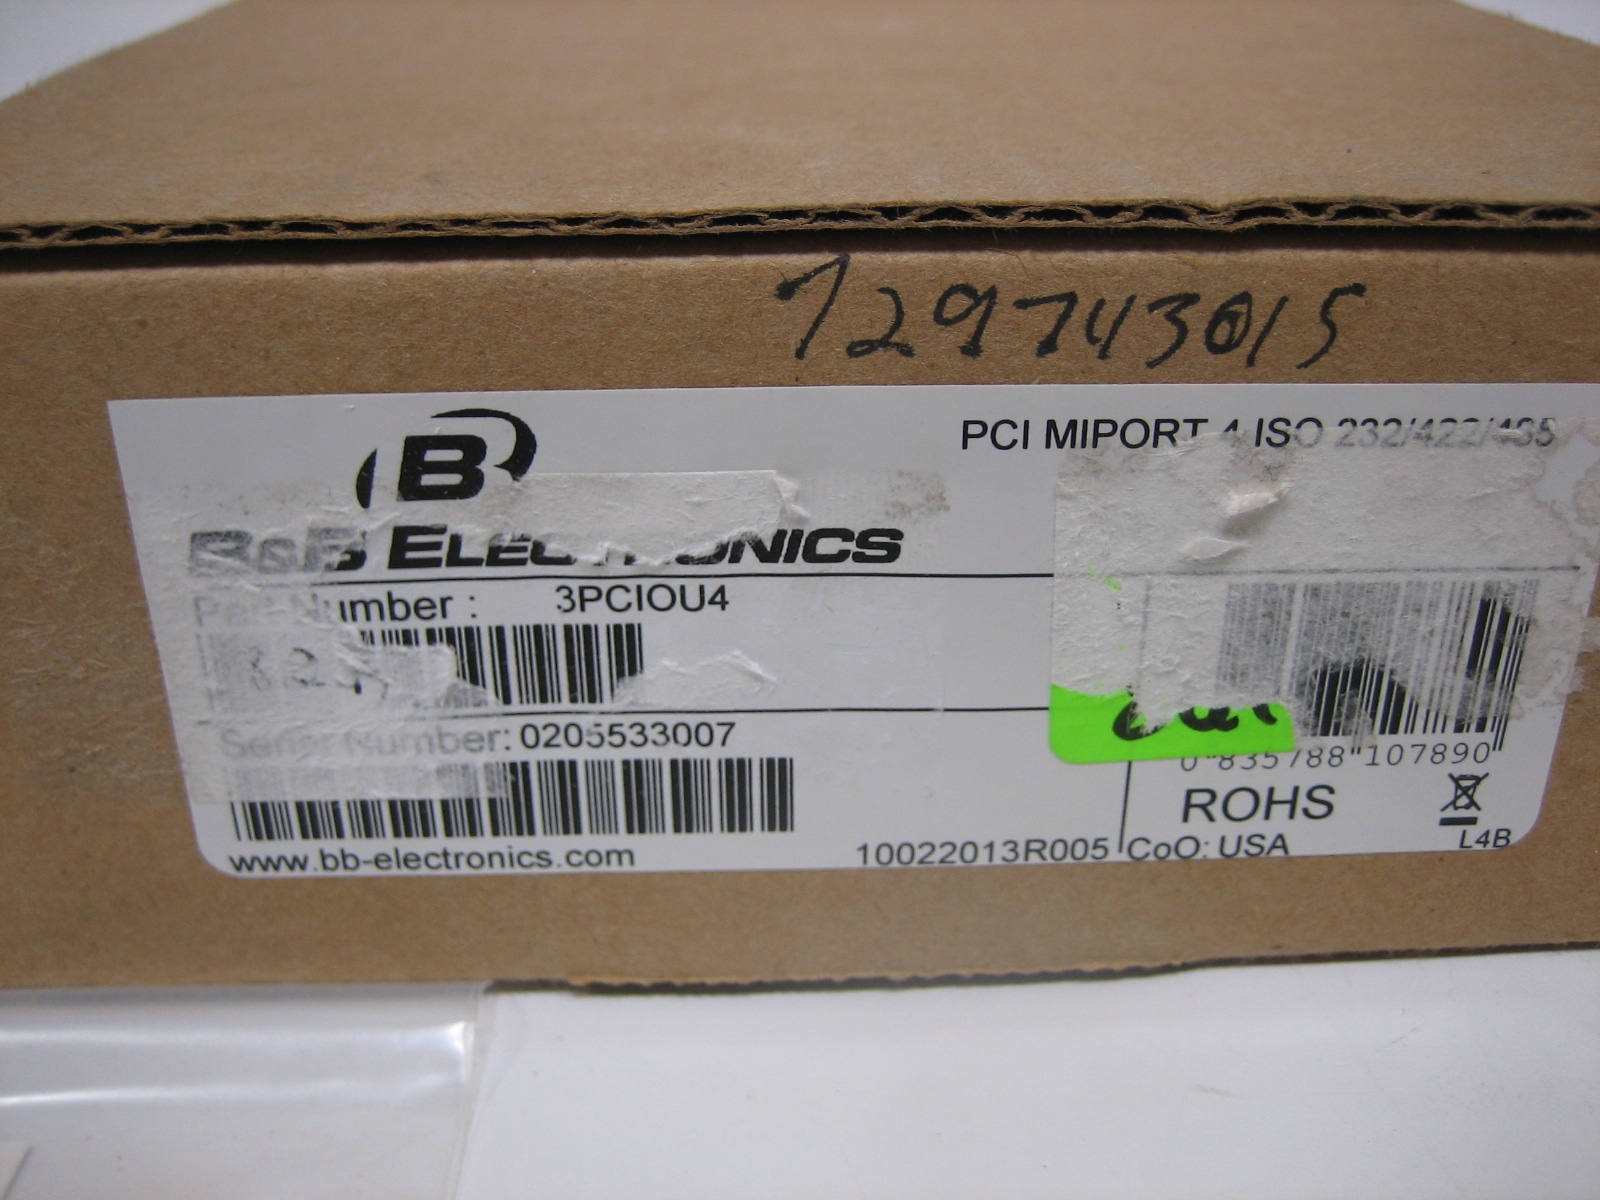 729743015
PCI MIPORT 4 ISO 232/422/485
B
B&B ELECTRONICS
Part Number : 3PCIOU4
Serial Number: 0205533007
0 835788 107890
ROHS
L4B
www.bb-electronics.com 10022013R005 CoO: USA